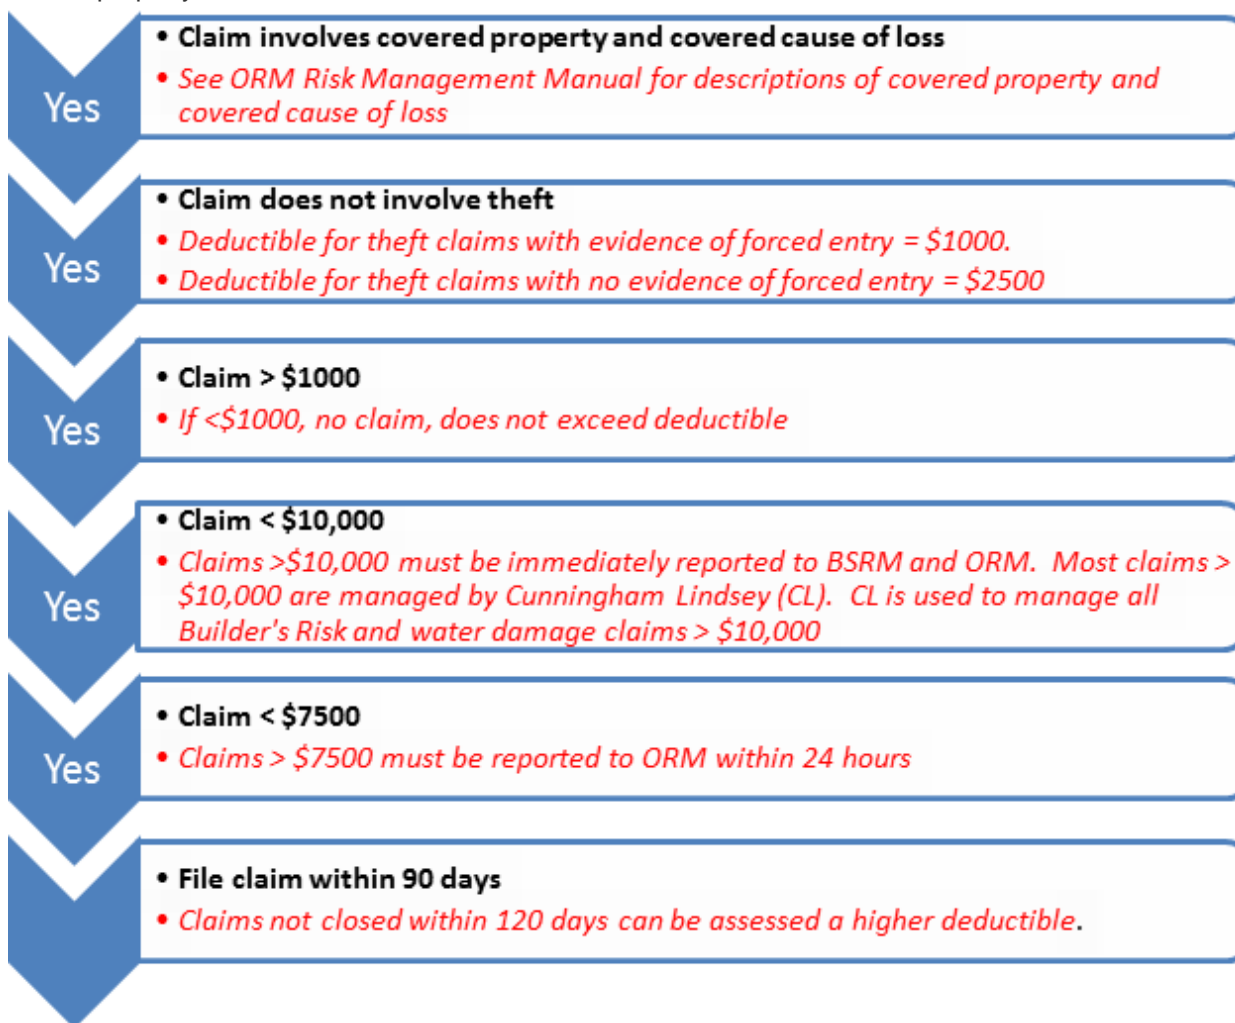 • Claim involves covered property and covered cause of loss
• See ORM Risk Management Manual for descriptions of covered property and
covered cause of loss
Yes
• Claim does not involve theft
• Deductible for theft claims with evidence of forced entry = $1000.
• Deductible for theft claims with no evidence of forced entry = $2500
Yes
• Claim > $1000
• If <$1000, no claim, does not exceed deductible
Yes
• Claim < $10,000
• Claims >$10,000 must be immediately reported to BSRM and ORM.  Most claims >
$10,000 are managed by Cunningham Lindsey (CL).  CL is used to manage all
Builder's Risk and water damage claims > $10,000
Yes
• Claim < $7500
• Claims > $7500 must be reported to ORM within 24 hours
Yes
• File claim within 90 days
• Claims not closed within 120 days can be assessed a higher deductible.